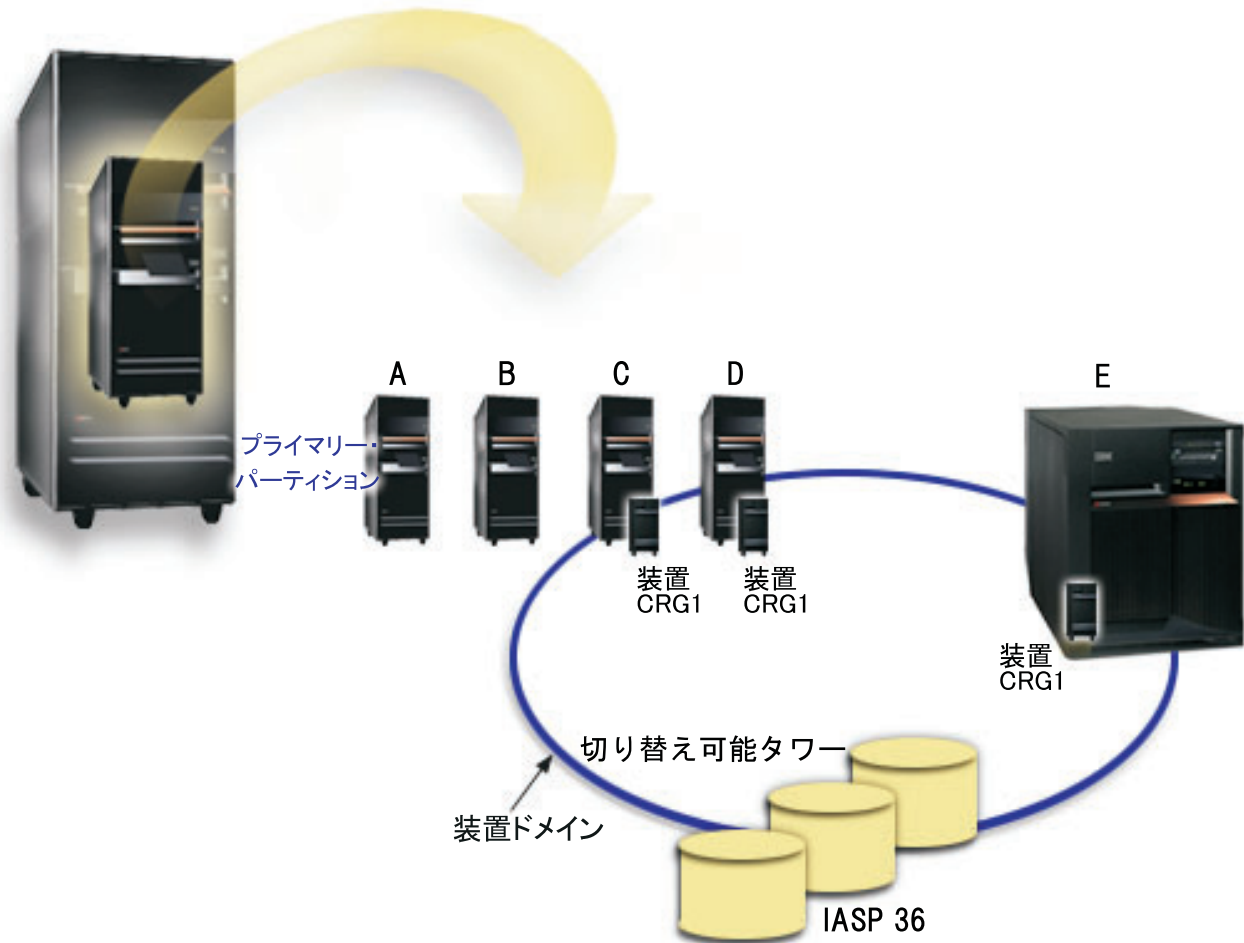 A
B
C
D
E
プライマリー・
パーティション
装置
CRG1
装置
CRG1
IBM
装置
CRG1
切り替え可能タワー
装置ドメイン
IASP 36